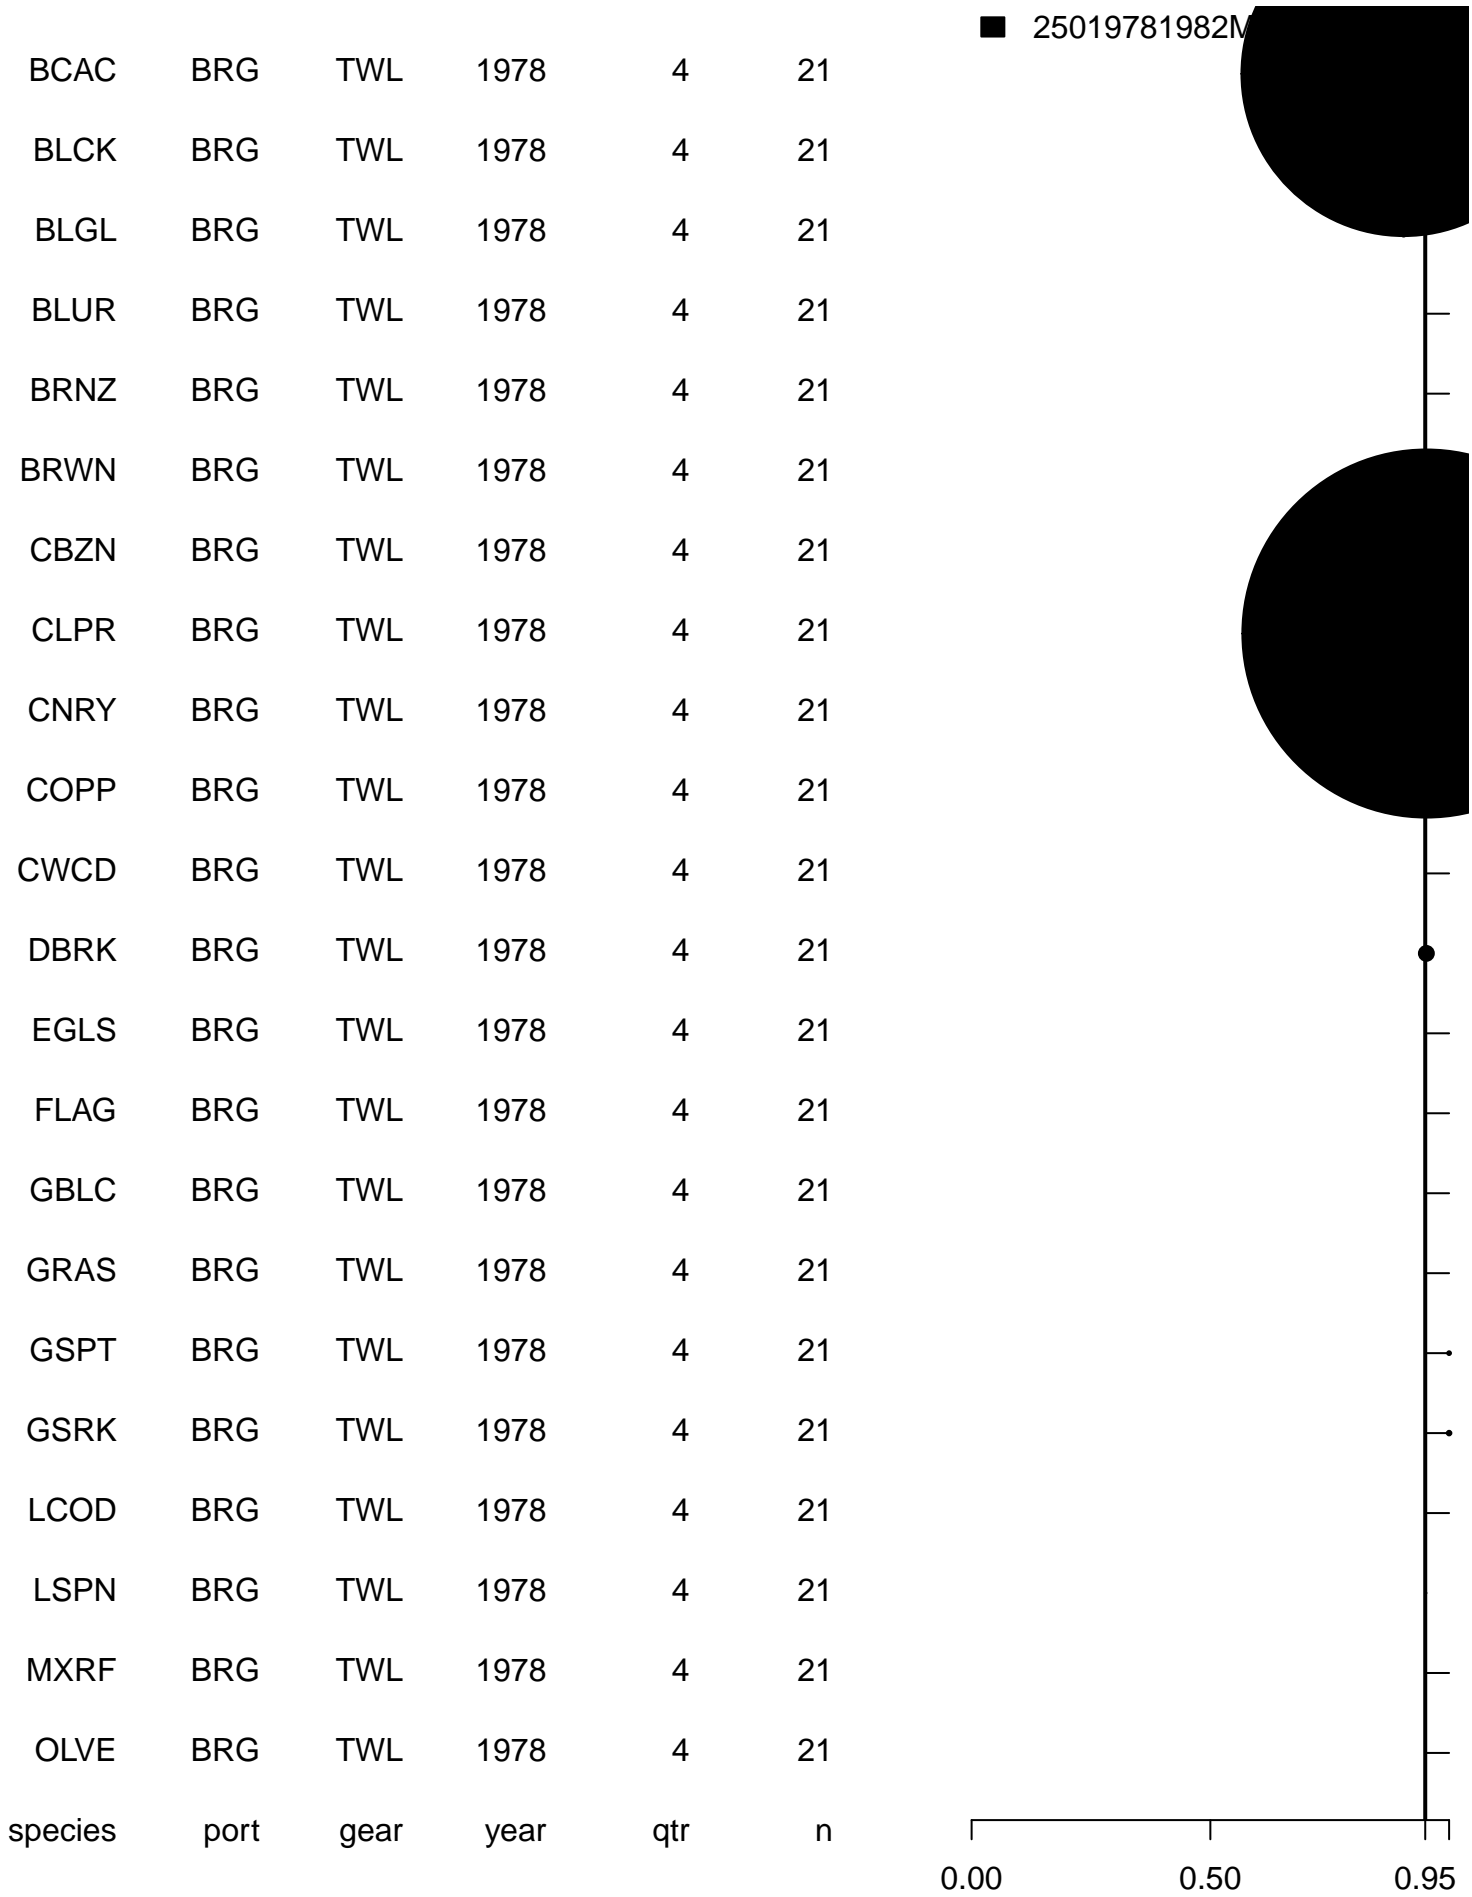 25019781982M
BCAC BRG TWL 1978 4 21
BLCK BRG TWL 1978 4 21
BLGL BRG TWL 1978 4 21
BLUR BRG TWL 1978 4 21
BRNZ BRG TWL 1978 4 21
BRWN BRG TWL 1978 4 21
CBZN BRG TWL 1978 4 21
CLPR BRG TWL 1978 4 21
CNRY BRG TWL 1978 4 21
COPP BRG TWL 1978 4 21
CWCD BRG TWL 1978 4 21
DBRK BRG TWL 1978 4 21
EGLS BRG TWL 1978 4 21
FLAG BRG TWL 1978 4 21
GBLC BRG TWL 1978 4 21
GRAS BRG TWL 1978 4 21
GSPT BRG TWL 1978 4 21
GSRK BRG TWL 1978 4 21
LCOD BRG TWL 1978 4 21
LSPN BRG TWL 1978 4 21
MXRF BRG TWL 1978 4 21
OLVE BRG TWL 1978 4 21
species port gear year qtr n
0.00 0.50 0.95